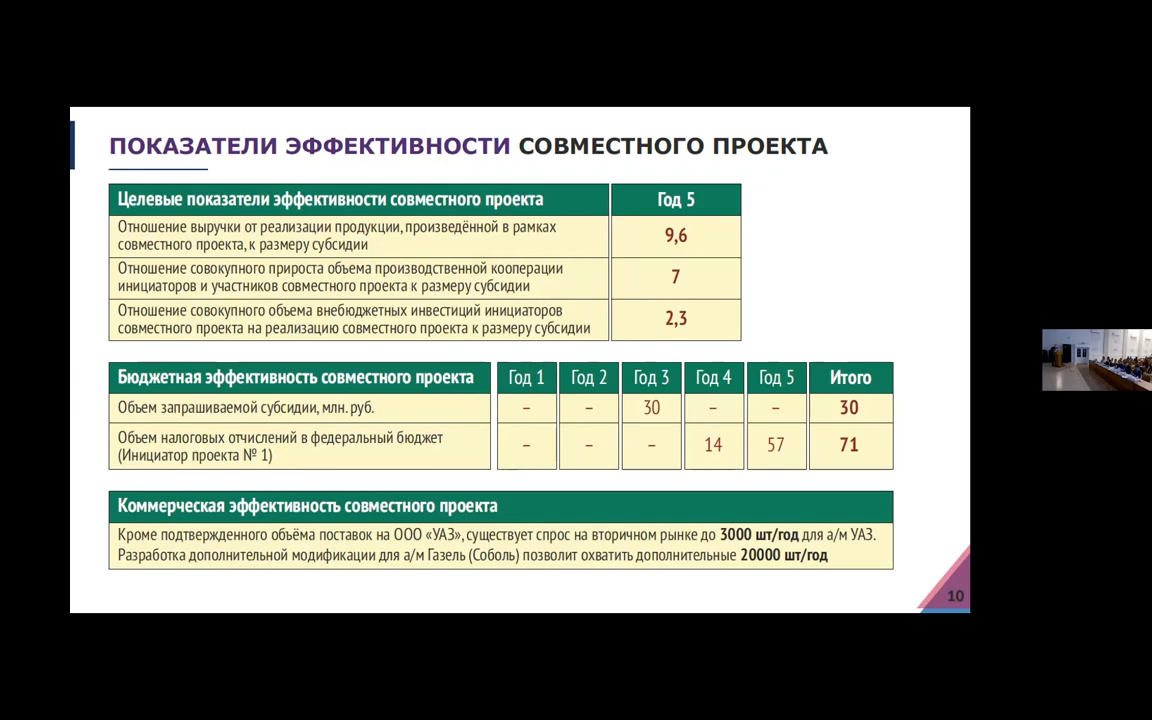 ПОКАЗАТЕЛИ ЭФФЕКТИВНОСТИ СОВМЕСТНОГО ПРОЕКТА
Целевые показатели эффективности совместного проекта Год 5
Отношение выручки от реализации продукции, произведённой в рамках
совместного проекта, к размеру субсидии 9,6
Отношение совокупного прироста объема производственной кооперации
инициаторов и участников совместного проекта к размеру субсидии 7
Отношение совокупного объема внебюджетных инвестиций инициаторов
совместного проекта на реализацию совместного проекта к размеру субсидии 2,3
Бюджетная эффективность совместного проекта Год 1 Год 2 Год 3 Год 4 Год 5 Итого
Объем запрашиваемой субсидии, млн. руб. – – 30 – – 30
Объем налоговых отчислений в федеральный бюджет
(Инициатор проекта № 1) – – – 14 57 71
Коммерческая эффективность совместного проекта
Кроме подтвержденного объёма поставок на ООО «УАЗ», существует спрос на вторичном рынке до 3000 шт/год для а/м УАЗ.
Разработка дополнительной модификации для а/м Газель (Соболь) позволит охватить дополнительные 20000 шт/год
10